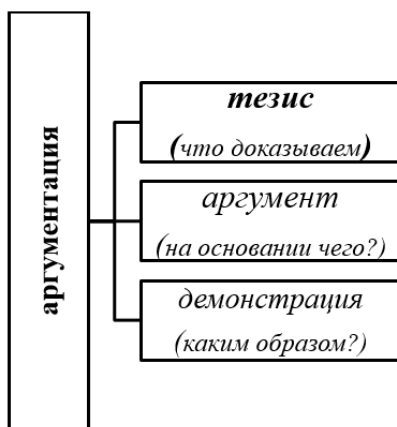 аргументация
тезис
(что доказываем)
аргумент
(на основании чего?)
демонстрация
(каким образом?)